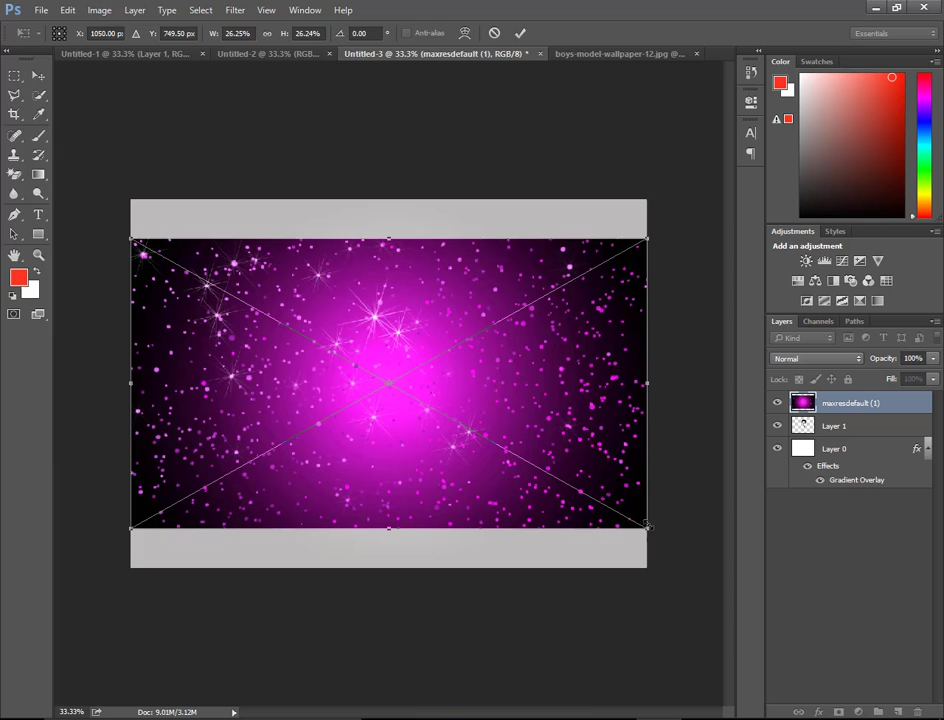 Ps File Edit Image Layer Type Select Filter View Window Help
X: 1050.00 px Y: 749.50 px W: 26.25% H: 26.24% 0.00 ° Anti-alias Essentials
Untitled-1 @ 33.3% (Layer 1, RG... × Untitled-2 @ 33.3% (RGB... × Untitled-3 @ 33.3% (maxresdefault (1), RGB/8) * × boys-model-wallpaper-12.jpg @... ×
Color Swatches
Adjustments Styles
Add an adjustment
Layers Channels Paths
Kind
Normal Opacity: 100%
Lock: Fill: 100%
maxresdefault (1)
Layer 1
Layer 0 fx
Effects
Gradient Overlay
33.33% Doc: 9.01M/3.12M